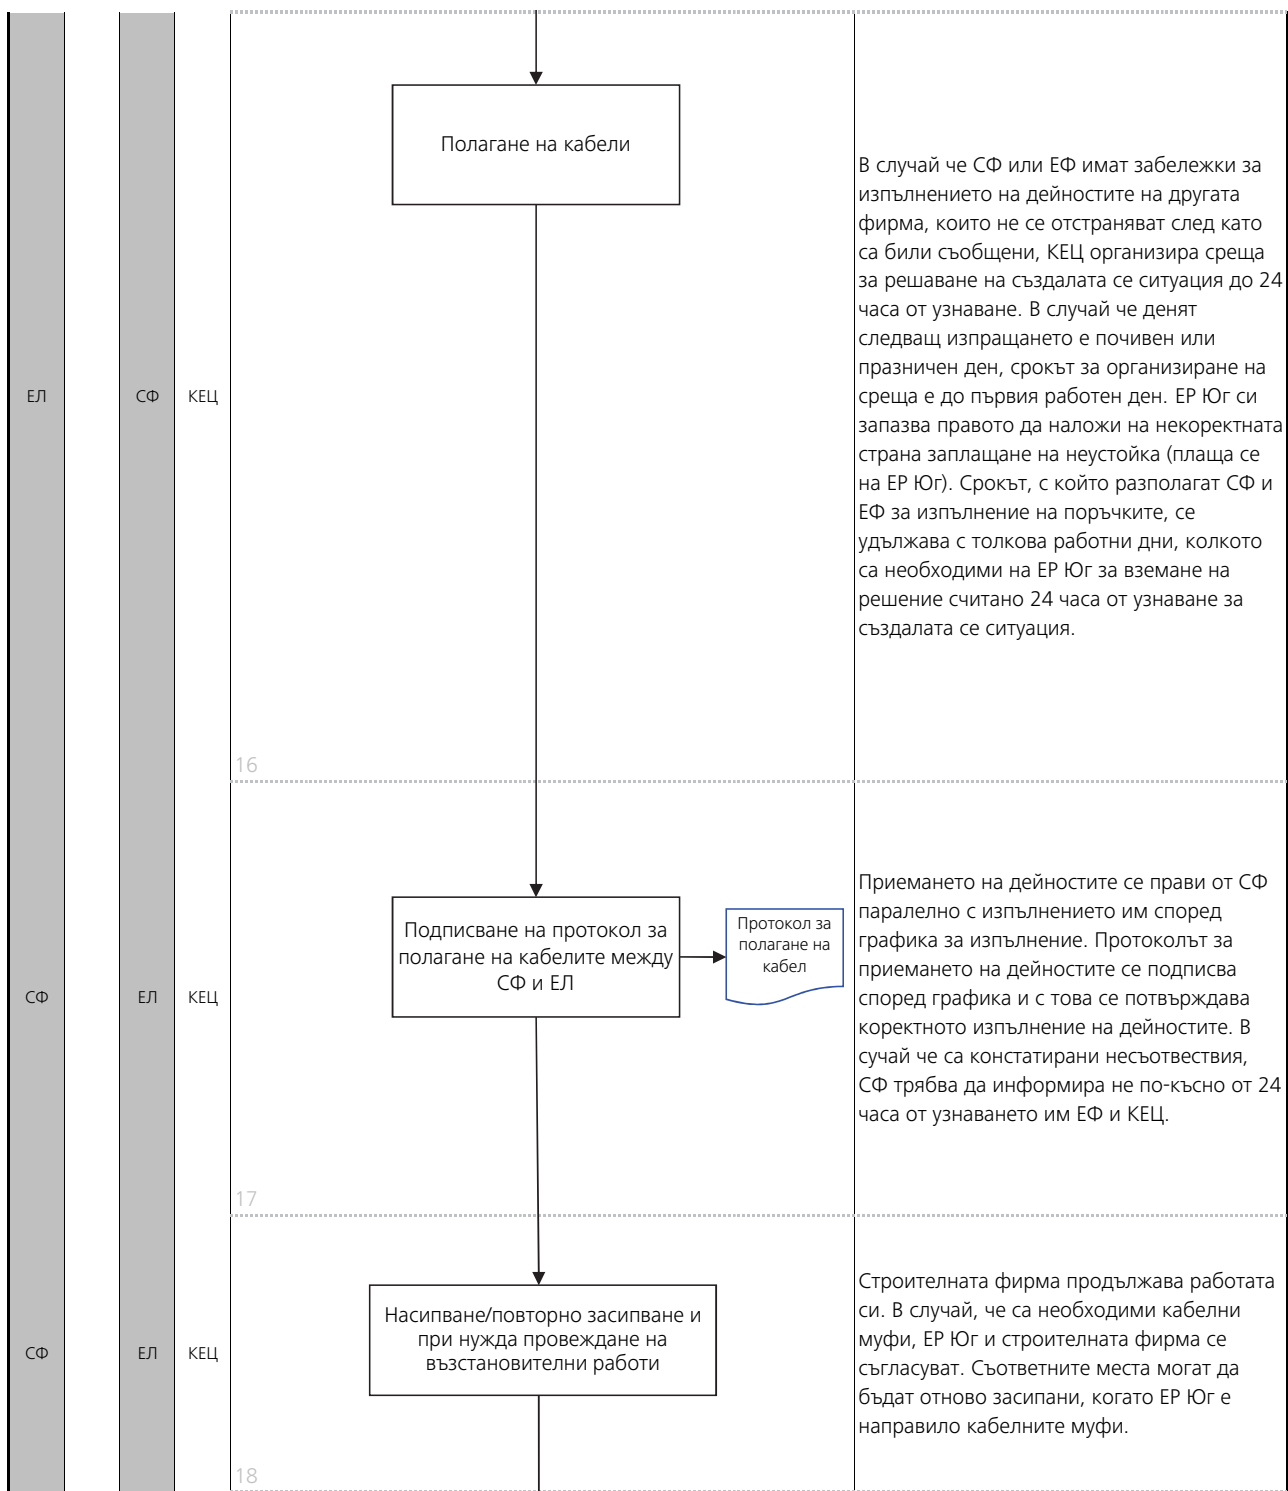 Полагане на кабели
В случай че СФ или ЕФ имат забележки за
изпълнението на дейностите на другата
фирма, които не се отстраняват след като
са били съобщени, КЕЦ организира среща
за решаване на създалата се ситуация до 24
часа от узнаване. В случай че денят
следващ изпращането е почивен или
празничен ден, срокът за организиране на
среща е до първия работен ден. ЕР Юг си
запазва правото да наложи на некоректната
страна заплащане на неустойка (плаща се
на ЕР Юг). Срокът, с който разполагат СФ и
ЕФ за изпълнение на поръчките, се
удължава с толкова работни дни, колкото
са необходими на ЕР Юг за вземане на
решение считано 24 часа от узнаване за
създалата се ситуация.
ЕЛ СФ КЕЦ
16
Подписване на протокол за
полагане на кабелите между
СФ и ЕЛ
Протокол за
полагане на
кабел
Приемането на дейностите се прави от СФ
паралелно с изпълнението им според
графика за изпълнение. Протоколът за
приемането на дейностите се подписва
според графика и с това се потвърждава
коректното изпълнение на дейностите. В
сучай че са констатирани несъотвествия,
СФ трябва да информира не по-късно от 24
часа от узнаването им ЕФ и КЕЦ.
СФ ЕЛ КЕЦ
17
Насипване/повторно засипване и
при нужда провеждане на
възстановителни работи
Строителната фирма продължава работата
си. В случай, че са необходими кабелни
муфи, ЕР Юг и строителната фирма се
съгласуват. Съответните места могат да
бъдат отново засипани, когато ЕР Юг е
направило кабелните муфи.
СФ ЕЛ КЕЦ
18